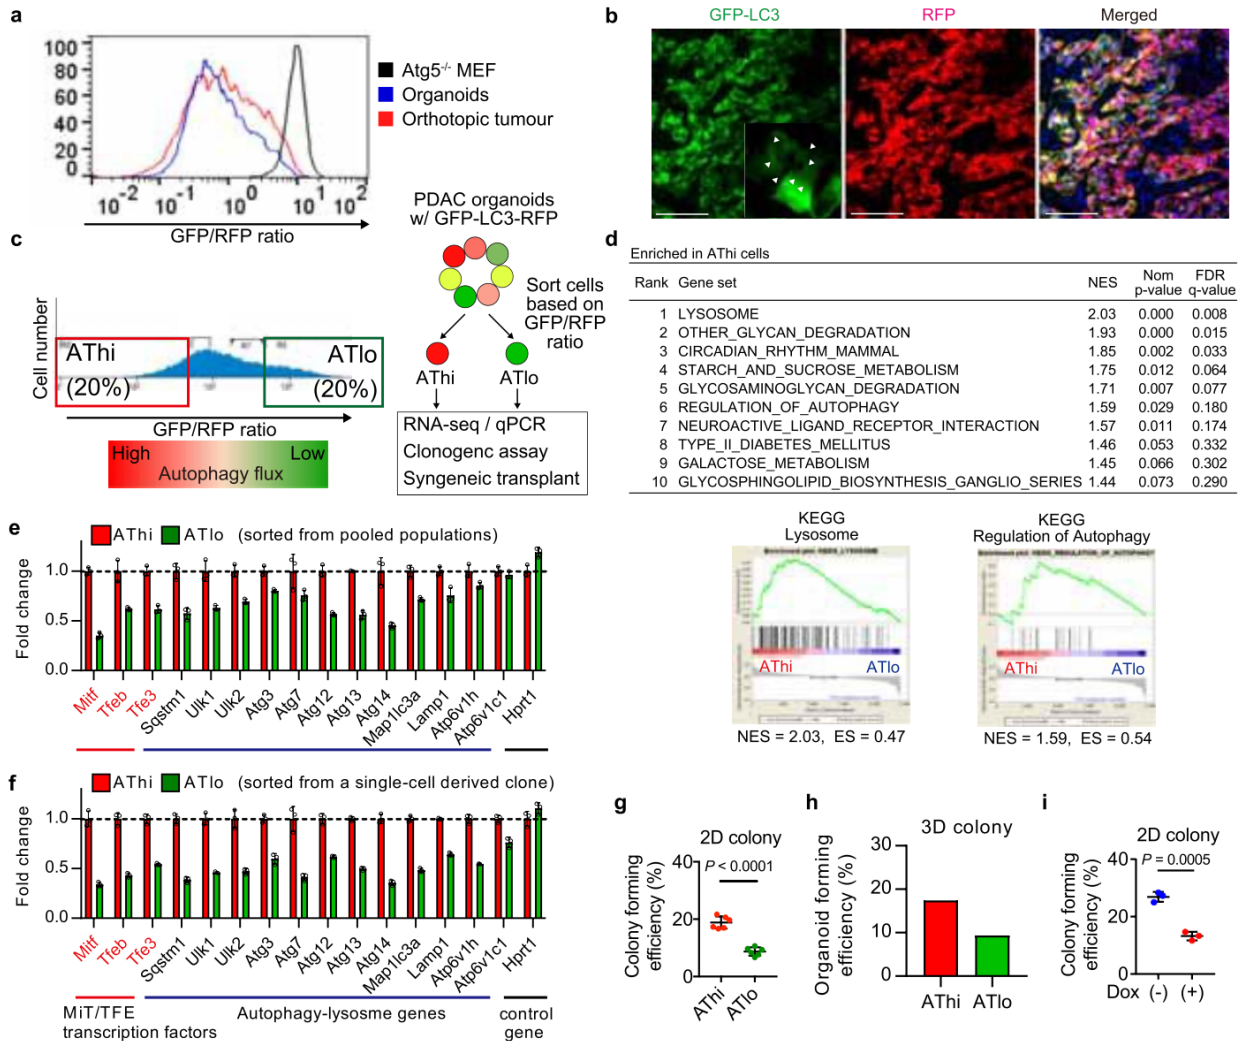 a
100
80
60
40
20
0
10-2 10-1 100 101 102
GFP/RFP ratio
Atg5-/- MEF
Organoids
Orthotopic tumour
b
GFP-LC3 RFP Merged
c
Cell number
AThi
(20%)
ATlo
(20%)
GFP/RFP ratio
High Low
Autophagy flux
PDAC organoids
w/ GFP-LC3-RFP
Sort cells
based on
GFP/RFP
ratio
AThi ATlo
RNA-seq / qPCR
Clonogenc assay
Syngeneic transplant
d
Enriched in AThi cells
Rank Gene set NES Nom p-value FDR q-value
1 LYSOSOME 2.03 0.000 0.008
2 OTHER_GLYCAN_DEGRADATION 1.93 0.000 0.015
3 CIRCADIAN_RHYTHM_MAMMAL 1.85 0.002 0.033
4 STARCH_AND_SUCROSE_METABOLISM 1.75 0.012 0.064
5 GLYCOSAMINOGLYCAN_DEGRADATION 1.71 0.007 0.077
6 REGULATION_OF_AUTOPHAGY 1.59 0.029 0.180
7 NEUROACTIVE_LIGAND_RECEPTOR_INTERACTION 1.57 0.011 0.174
8 TYPE_II_DIABETES_MELLITUS 1.46 0.053 0.332
9 GALACTOSE_METABOLISM 1.45 0.066 0.302
10 GLYCOSPHINGOLIPID_BIOSYNTHESIS_GANGLIO_SERIES 1.44 0.073 0.290
KEGG
Lysosome
AThi ATlo
NES = 2.03, ES = 0.47
KEGG
Regulation of Autophagy
AThi ATlo
NES = 1.59, ES = 0.54
e
AThi ATlo (sorted from pooled populations)
Fold change
1.0
0.5
0.0
Mitf Tfeb Tfe3 Sqstm1 Ulk1 Ulk2 Atg3 Atg7 Atg12 Atg13 Atg14 Map1lc3a Lamp1 Atp6v1h Atp6v1c1 Hprt1
f
AThi ATlo (sorted from a single-cell derived clone)
Fold change
1.0
0.5
0.0
Mitf Tfeb Tfe3 Sqstm1 Ulk1 Ulk2 Atg3 Atg7 Atg12 Atg13 Atg14 Map1lc3a Lamp1 Atp6v1h Atp6v1c1 Hprt1
MiT/TFE
transcription factors
Autophagy-lysosme genes
control
gene
g
2D colony
P < 0.0001
Colony forming
efficiency (%)
40
20
0
AThi ATlo
h
3D colony
Organoid forming
efficiency (%)
30
20
10
0
AThi ATlo
i
2D colony
P = 0.0005
Colony forming
efficiency (%)
40
20
0
Dox (-) (+)